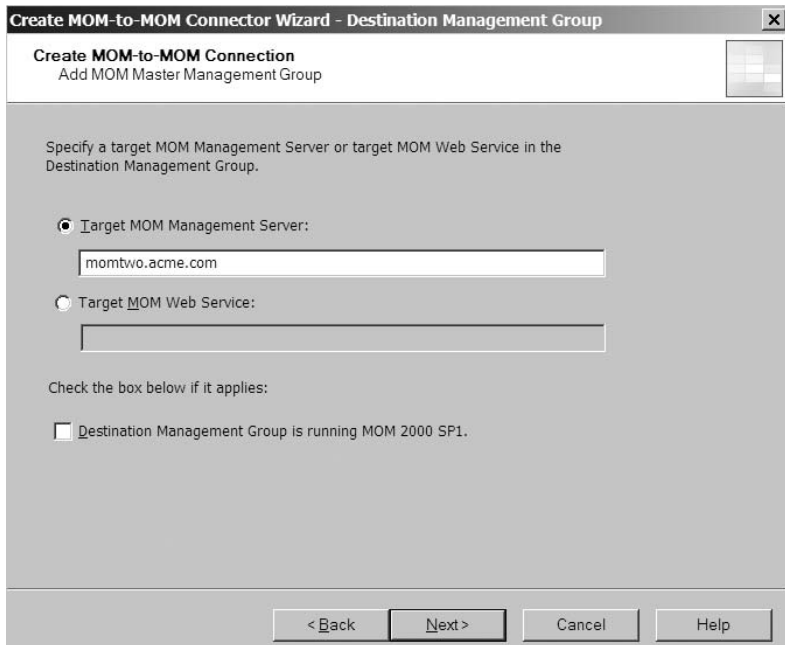 Create MOM-to-MOM Connector Wizard - Destination Management Group
Create MOM-to-MOM Connection
Add MOM Master Management Group
Specify a target MOM Management Server or target MOM Web Service in the
Destination Management Group.
Target MOM Management Server:
momtwo.acme.com
Target MOM Web Service:
Check the box below if it applies:
Destination Management Group is running MOM 2000 SP1.
< Back Next > Cancel Help